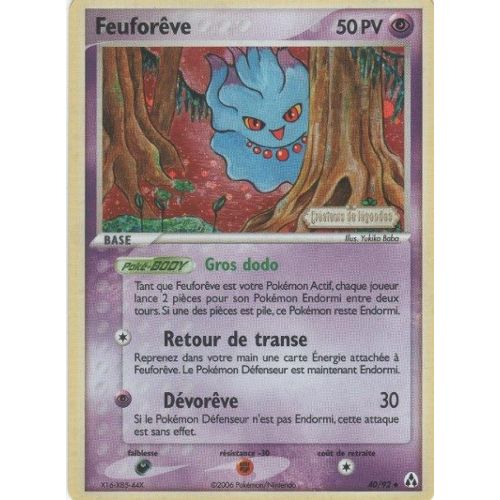 Feuforêve 50 PV
Createurs de legendes
BASE
Illus. Yukiko Baba
Poké-BODY Gros dodo
Tant que Feuforêve est votre Pokémon Actif, chaque joueur
lance 2 pièces pour son Pokémon Endormi entre deux
tours. Si une des pièces est pile, ce Pokémon reste Endormi.
Retour de transe
Reprenez dans votre main une carte Énergie attachée à
Feuforêve. Le Pokémon Défenseur est maintenant Endormi.
Dévorêve 30
Si le Pokémon Défenseur n'est pas Endormi, cette attaque
est sans effet.
faiblesse résistance -30 coût de retraite
©2006 Pokémon/Nintendo
40/92